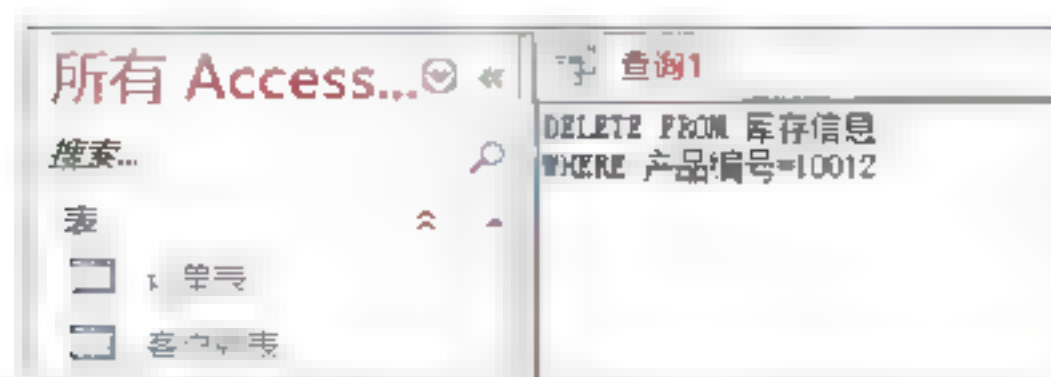 所有 Access...
搜索...
表
查询1
DELETE FROM 库存信息
WHERE 产品编号=10012